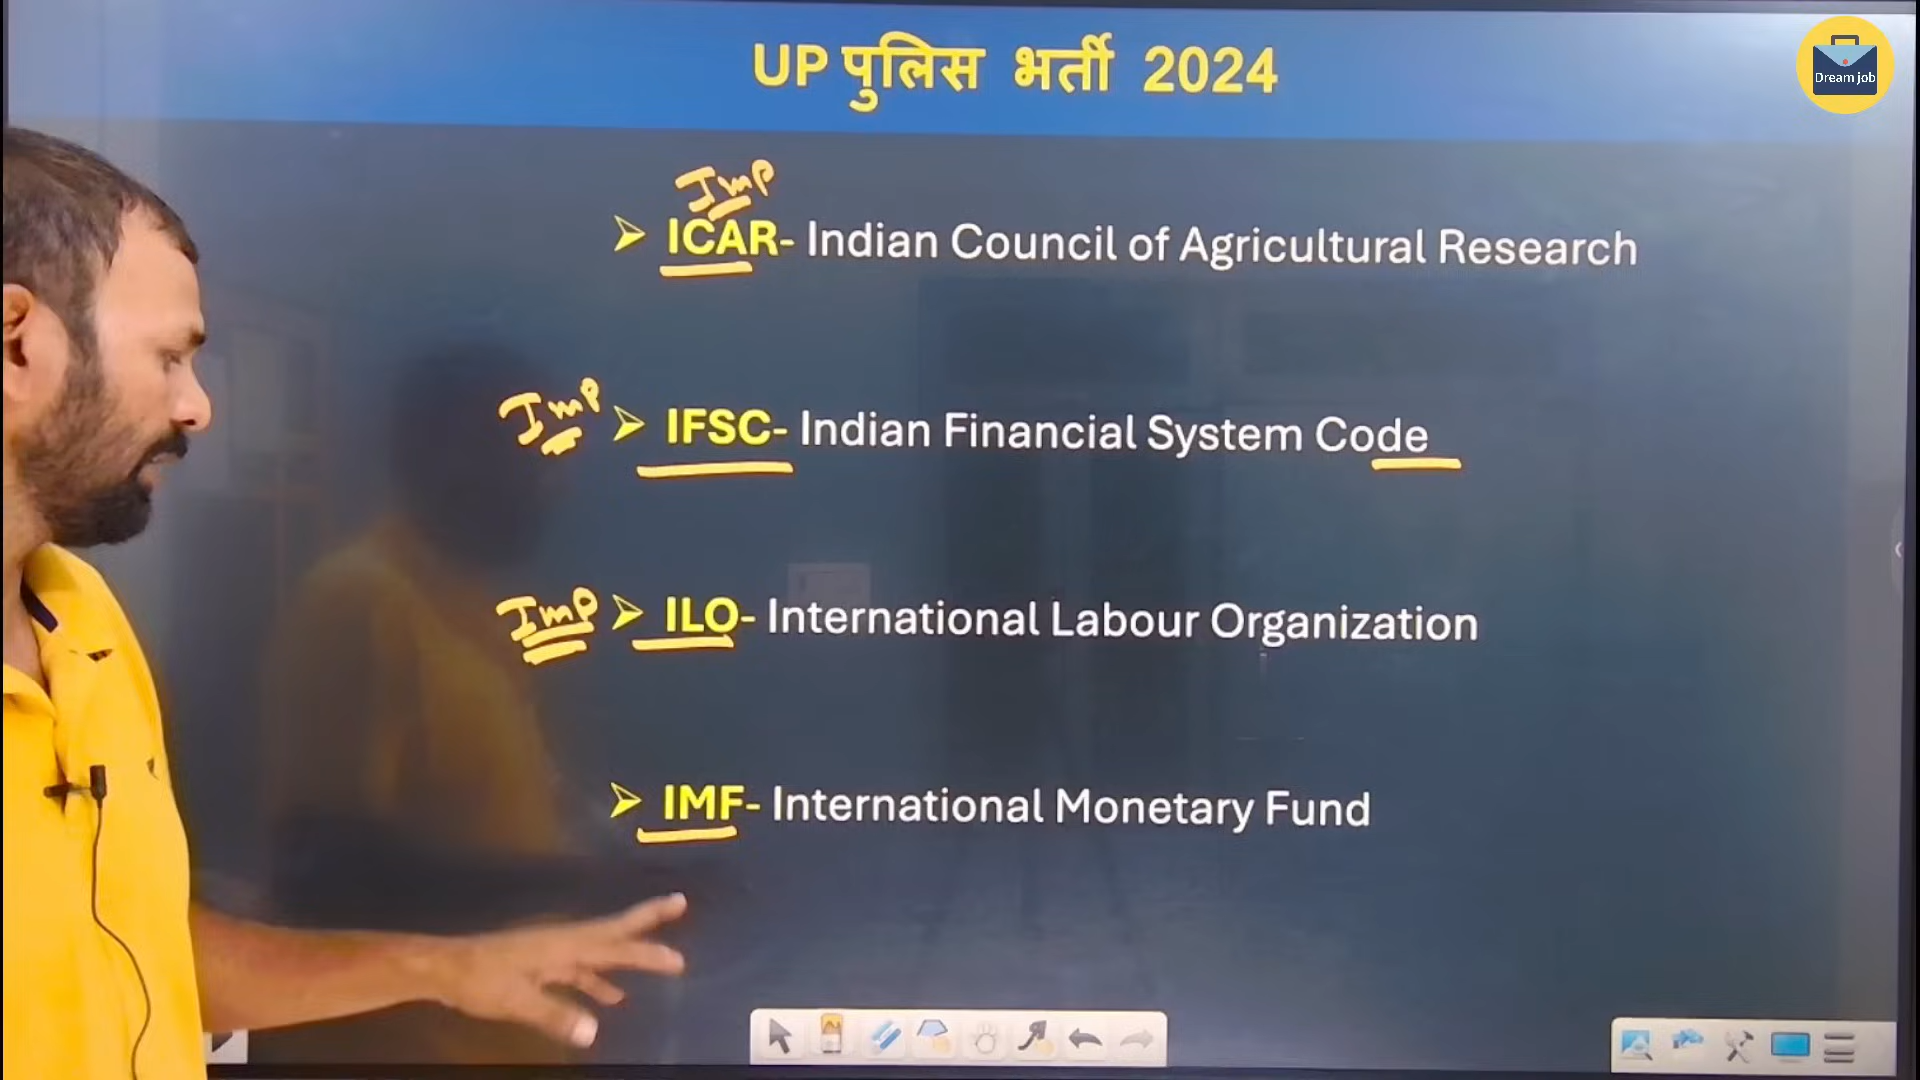 UP पुलिस भर्ती 2024
Dream job
Imp
➢ ICAR- Indian Council of Agricultural Research
Imp ➢ IFSC- Indian Financial System Code
Imp ➢ ILO- International Labour Organization
➢ IMF- International Monetary Fund